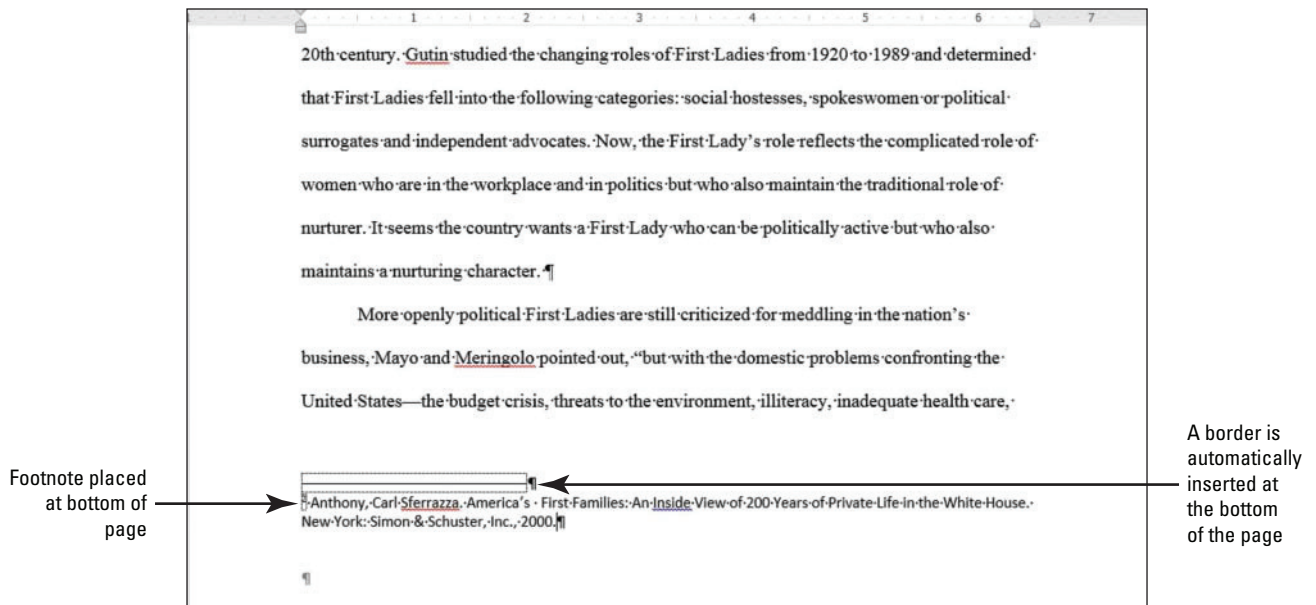 1 2 3 4 5 6 7
20th century. Gutin studied the changing roles of First Ladies from 1920 to 1989 and determined
that First Ladies fell into the following categories: social hostesses, spokeswomen or political
surrogates and independent advocates. Now, the First Lady’s role reflects the complicated role of
women who are in the workplace and in politics but who also maintain the traditional role of
nurturer. It seems the country wants a First Lady who can be politically active but who also
maintains a nurturing character. ¶
More openly political First Ladies are still criticized for meddling in the nation’s
business, Mayo and Meringolo pointed out, “but with the domestic problems confronting the
United States—the budget crisis, threats to the environment, illiteracy, inadequate health care,
¶
Anthony, Carl Sferrazza. America’s First Families: An Inside View of 200 Years of Private Life in the White House.
New York: Simon & Schuster, Inc., 2000.¶
¶
Footnote placed
at bottom of
page
A border is
automatically
inserted at
the bottom
of the page